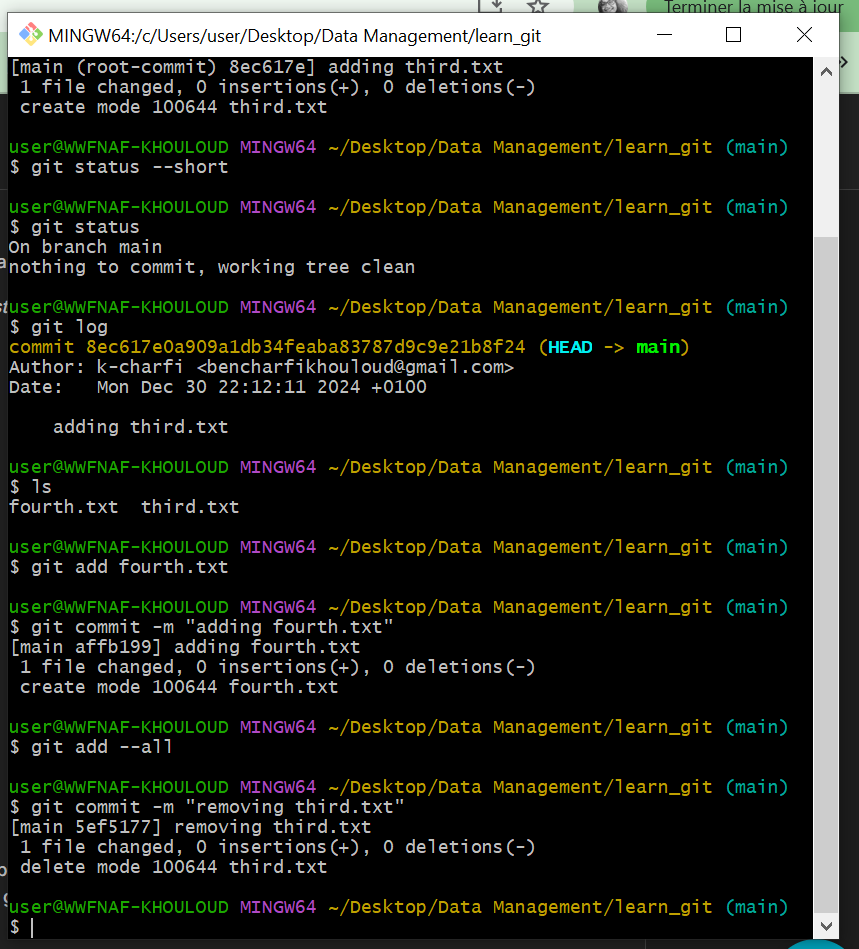 Terminer la mise à jour
MINGW64:/c/Users/user/Desktop/Data Management/learn_git
[main (root-commit) 8ec617e] adding third.txt
 1 file changed, 0 insertions(+), 0 deletions(-)
 create mode 100644 third.txt
user@WWFNAF-KHOULOUD MINGW64 ~/Desktop/Data Management/learn_git (main)
$ git status --short
user@WWFNAF-KHOULOUD MINGW64 ~/Desktop/Data Management/learn_git (main)
$ git status
On branch main
nothing to commit, working tree clean
user@WWFNAF-KHOULOUD MINGW64 ~/Desktop/Data Management/learn_git (main)
$ git log
commit 8ec617e0a909a1db34feaba83787d9c9e21b8f24 (HEAD -> main)
Author: k-charfi <bencharfikhouloud@gmail.com>
Date:   Mon Dec 30 22:12:11 2024 +0100
    adding third.txt
user@WWFNAF-KHOULOUD MINGW64 ~/Desktop/Data Management/learn_git (main)
$ ls
fourth.txt  third.txt
user@WWFNAF-KHOULOUD MINGW64 ~/Desktop/Data Management/learn_git (main)
$ git add fourth.txt
user@WWFNAF-KHOULOUD MINGW64 ~/Desktop/Data Management/learn_git (main)
$ git commit -m "adding fourth.txt"
[main affb199] adding fourth.txt
 1 file changed, 0 insertions(+), 0 deletions(-)
 create mode 100644 fourth.txt
user@WWFNAF-KHOULOUD MINGW64 ~/Desktop/Data Management/learn_git (main)
$ git add --all
user@WWFNAF-KHOULOUD MINGW64 ~/Desktop/Data Management/learn_git (main)
$ git commit -m "removing third.txt"
[main 5ef5177] removing third.txt
 1 file changed, 0 insertions(+), 0 deletions(-)
 delete mode 100644 third.txt
user@WWFNAF-KHOULOUD MINGW64 ~/Desktop/Data Management/learn_git (main)
$